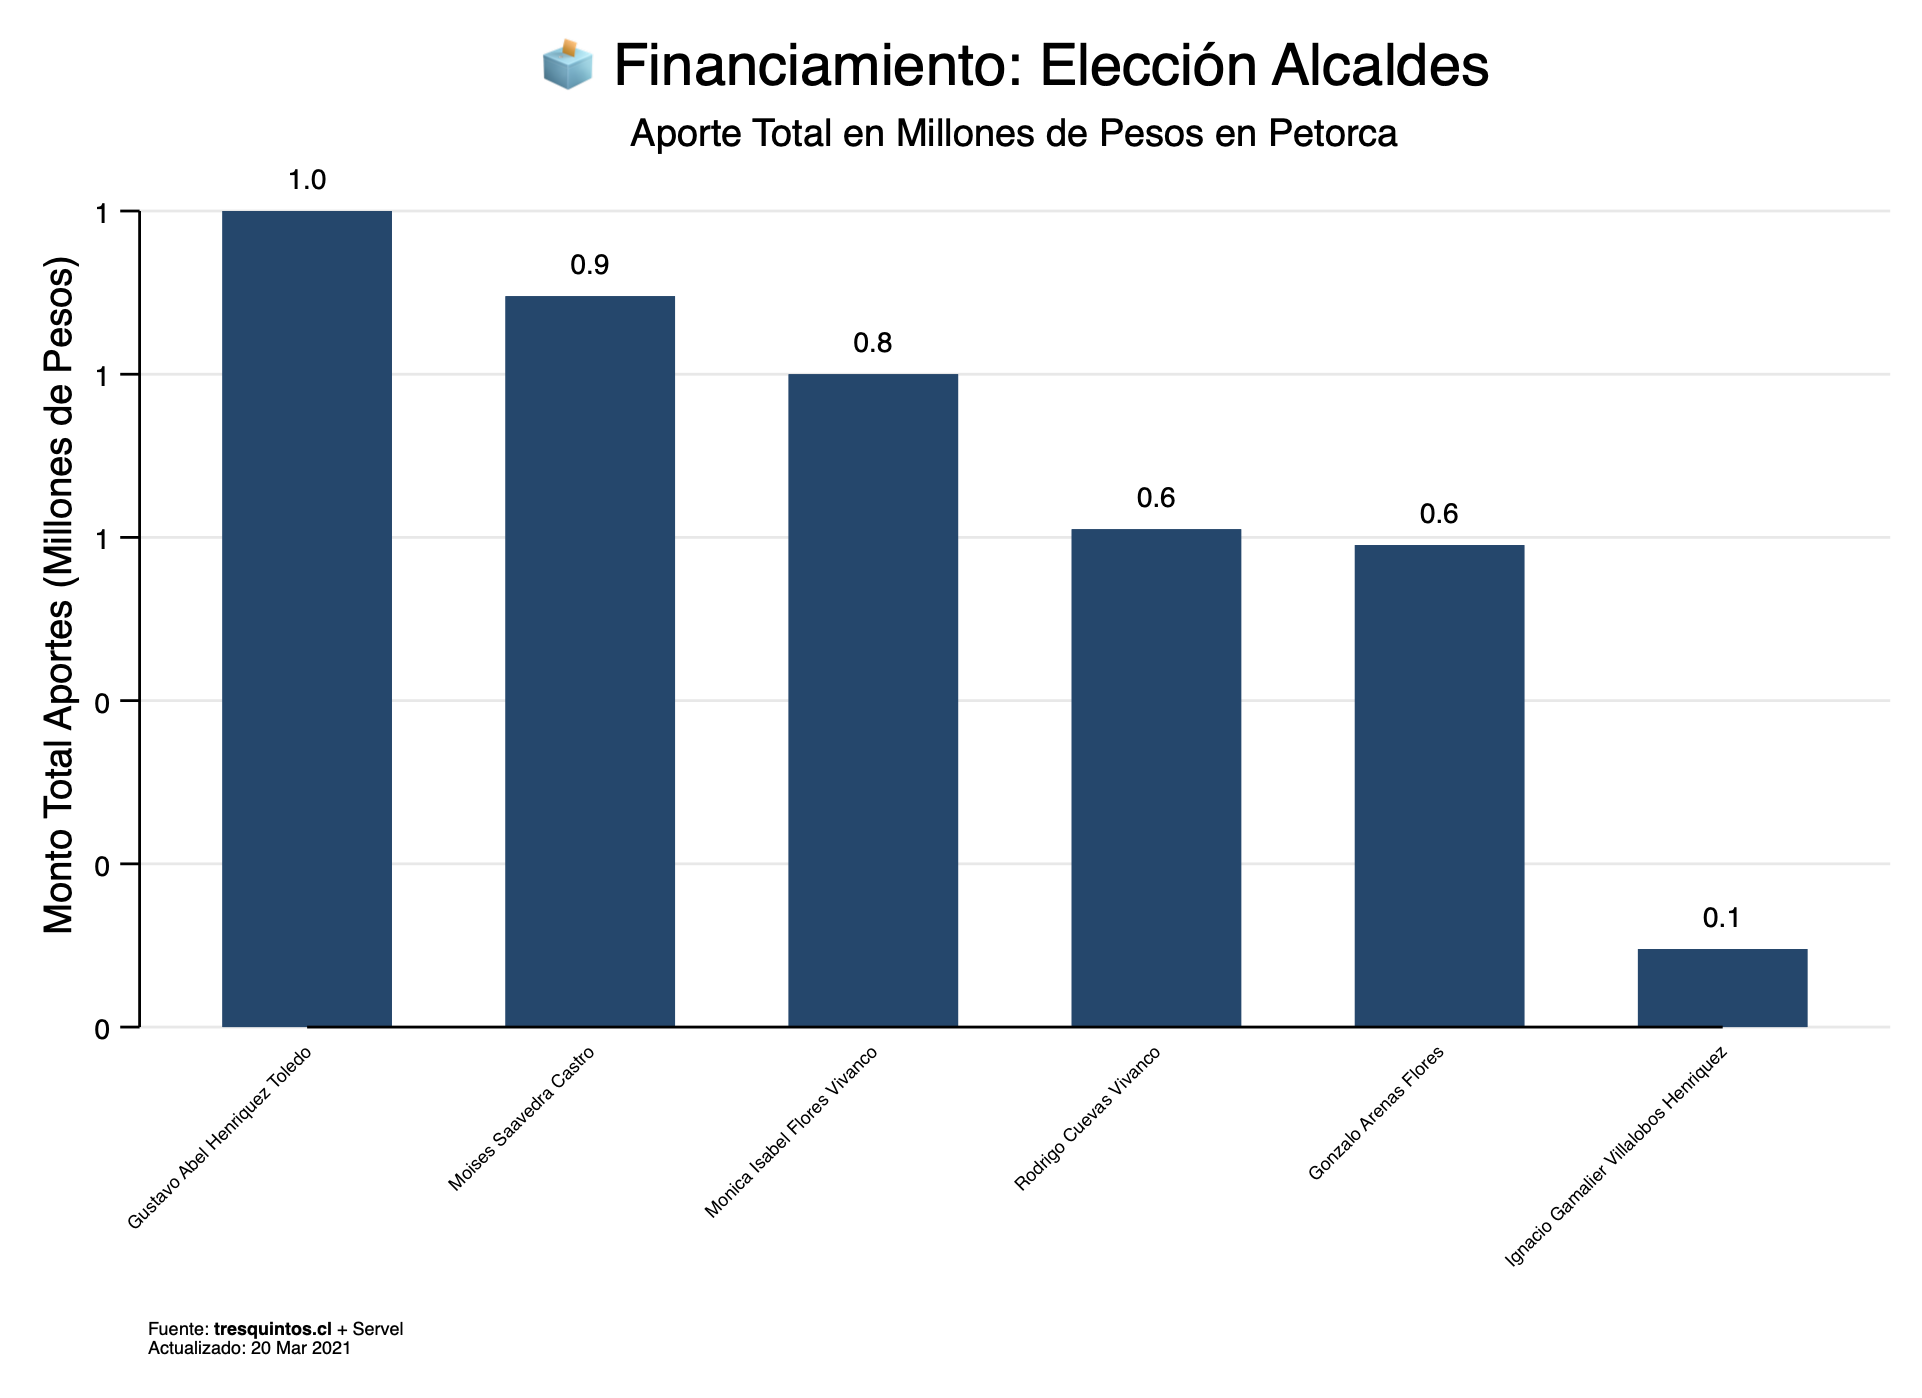 Financiamiento: Elección Alcaldes
Aporte Total en Millones de Pesos en Petorca
Monto Total Aportes (Millones de Pesos)
1
1
1
0
0
0
1.0
0.9
0.8
0.6
0.6
0.1
Gustavo Abel Henriquez Toledo
Moises Saavedra Castro
Monica Isabel Flores Vivanco
Rodrigo Cuevas Vivanco
Gonzalo Arenas Flores
Ignacio Gamalier Villalobos Henriquez
Fuente: tresquintos.cl + Servel
Actualizado: 20 Mar 2021